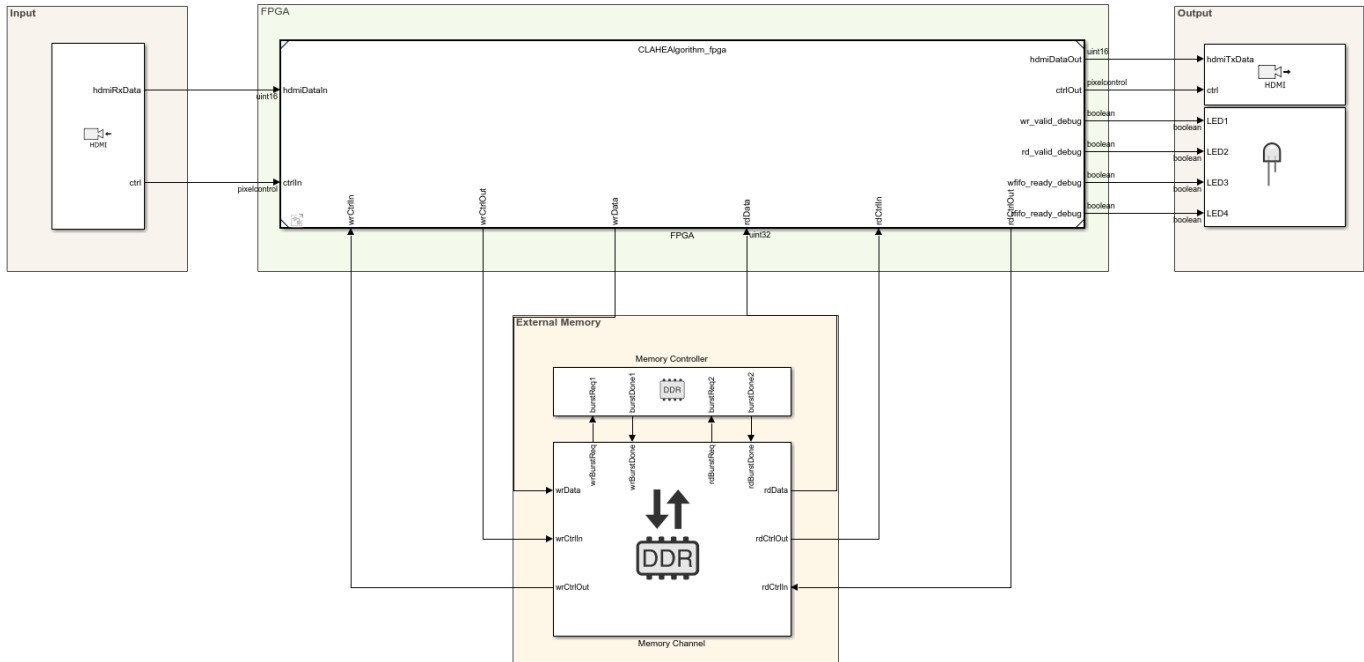 Input
hdmiRxData
HDMI
ctrl
uint16
pixelcontrol
FPGA
CLAHEAlgorithm_fpga
hdmiDataIn
ctrlIn
hdmiDataOut
ctrlOut
wr_valid_debug
rd_valid_debug
wfifo_ready_debug
rfifo_ready_debug
wrCtrlIn
wrCtrlOut
wrData
rdData
rdCtrlIn
rdCtrlOut
FPGA
uint32
uint16
pixelcontrol
boolean
boolean
boolean
boolean
boolean
boolean
boolean
boolean
Output
hdmiTxData
HDMI
ctrl
LED1
LED2
LED3
LED4
External Memory
Memory Controller
burstReq1
burstDone1
DDR
burstReq2
burstDone2
wrBurstReq
wrBurstDone
rdBurstReq
rdBurstDone
wrData
rdData
wrCtrlIn
rdCtrlOut
DDR
wrCtrlOut
rdCtrlIn
Memory Channel